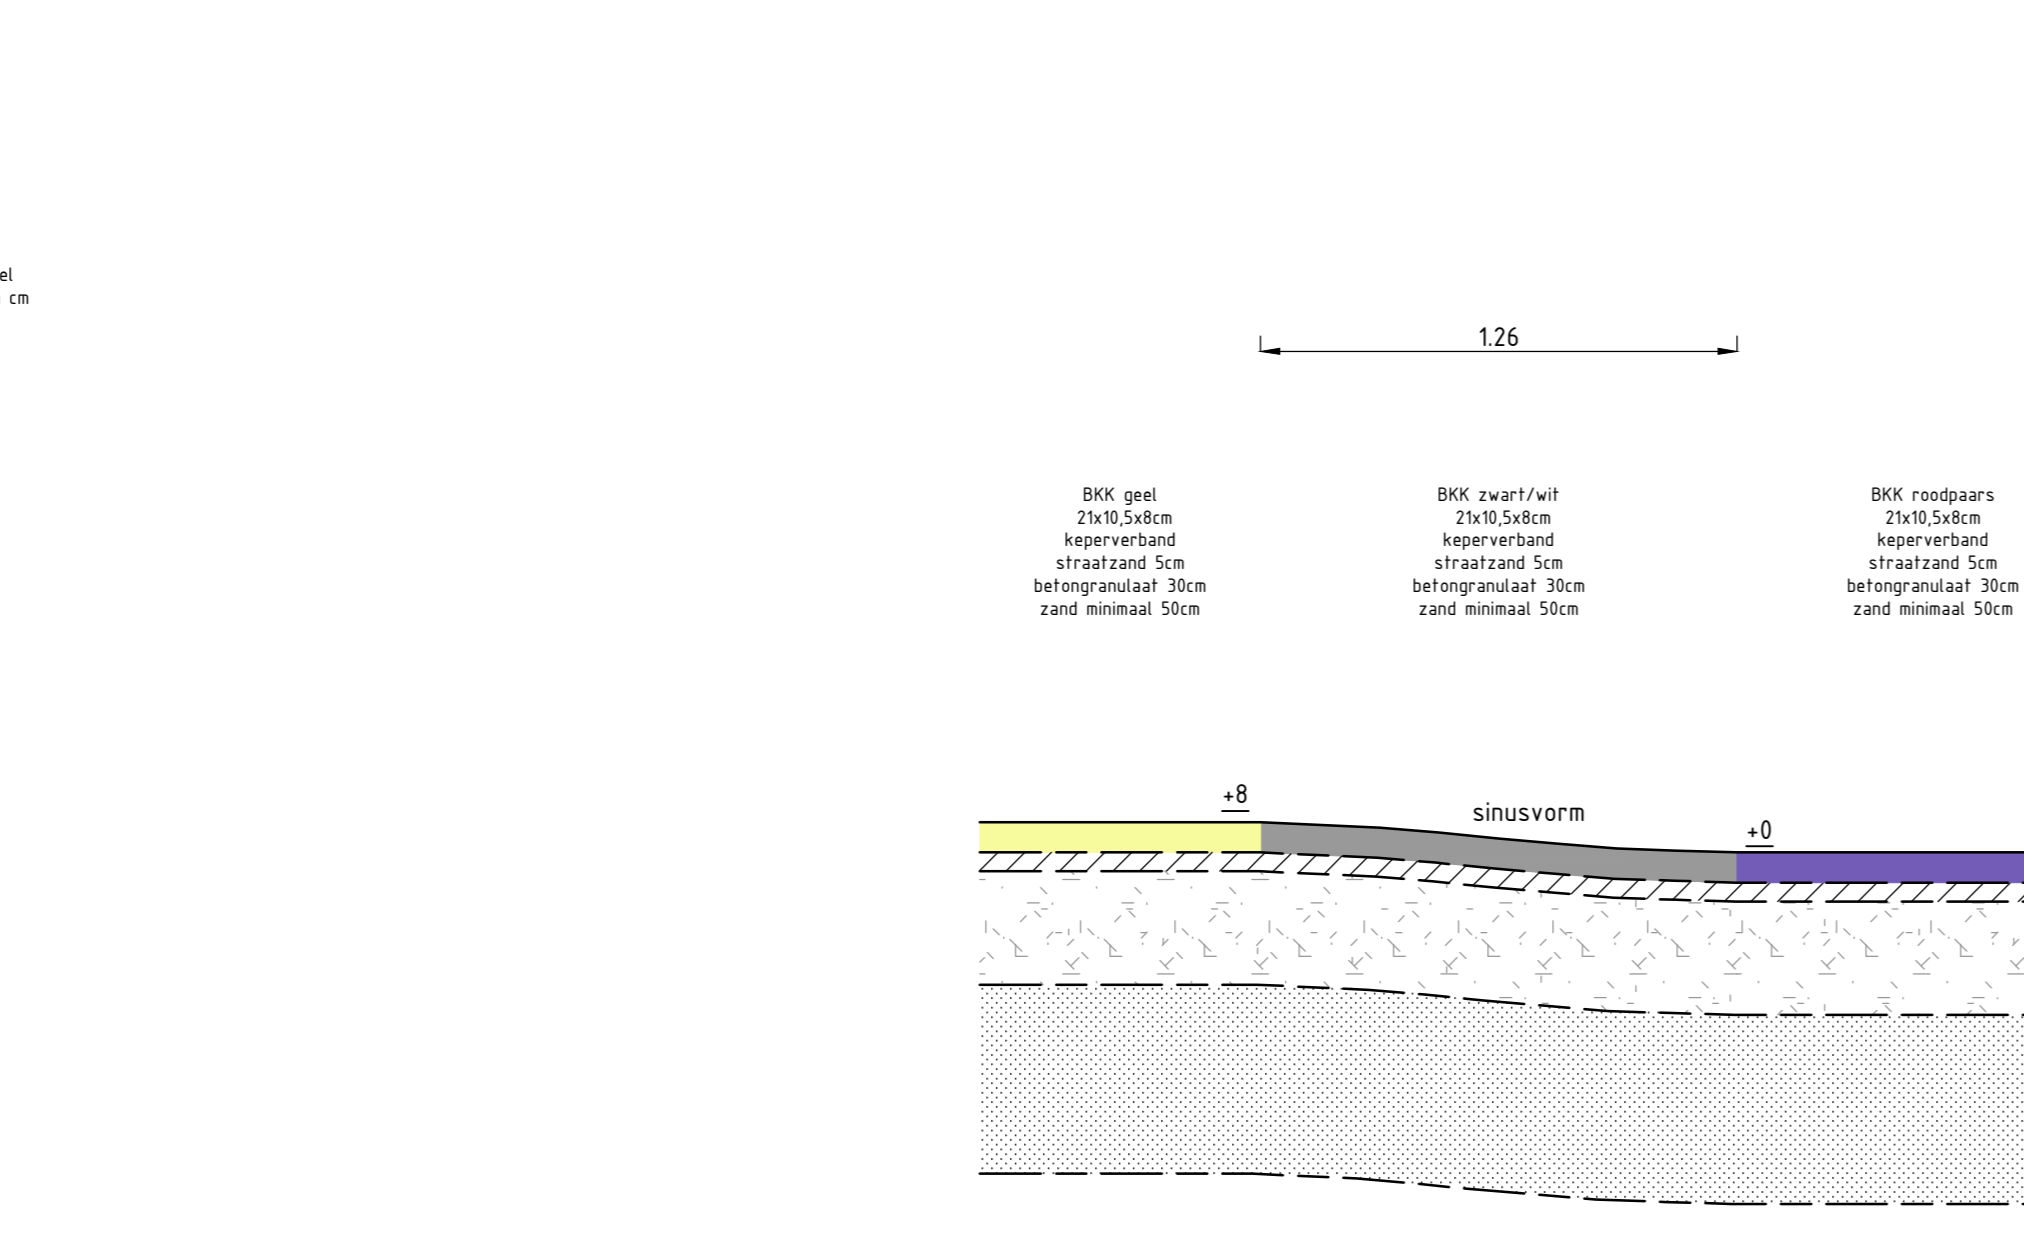 cm
1.26
BKK geel
21x10,5x8cm
keperverband
straatzand 5cm
betongranulaat 30cm
zand minimaal 50cm
BKK zwart/wit
21x10,5x8cm
keperverband
straatzand 5cm
betongranulaat 30cm
zand minimaal 50cm
BKK roodpaars
21x10,5x8cm
keperverband
straatzand 5cm
betongranulaat 30cm
zand minimaal 50cm
+8
sinusvorm
+0